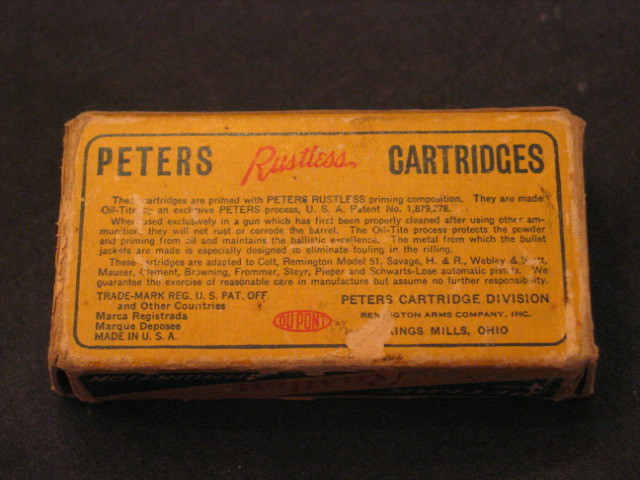 PETERS Rustless CARTRIDGES
These cartridges are primed with PETERS RUSTLESS priming composition. They are made
Oil-Tite by an exclusive PETERS process, U. S. A. Patent No. 1,879,278.
When used exclusively in a gun which has first been properly cleaned after using other am-
munition, they will not rust or corrode the barrel. The Oil-Tite process protects the powder
and priming from oil and maintains the ballistic excellence. The metal from which the bullet
jackets are made is especially designed to eliminate fouling in the rifling.
These cartridges are adapted to Colt, Remington Model 51, Savage, H. & R., Webley & Scott,
Mauser, Clement, Browning, Frommer, Steyr, Pieper and Schwarts-Lose automatic pistols. We
guarantee the exercise of reasonable care in manufacture but assume no further responsibility.
TRADE-MARK REG. U. S. PAT. OFF.
and Other Countries
Marca Registrada
Marque Deposee
MADE IN U. S. A.
DU PONT
PETERS CARTRIDGE DIVISION
REMINGTON ARMS COMPANY, INC.
KINGS MILLS, OHIO
AMMUNITION